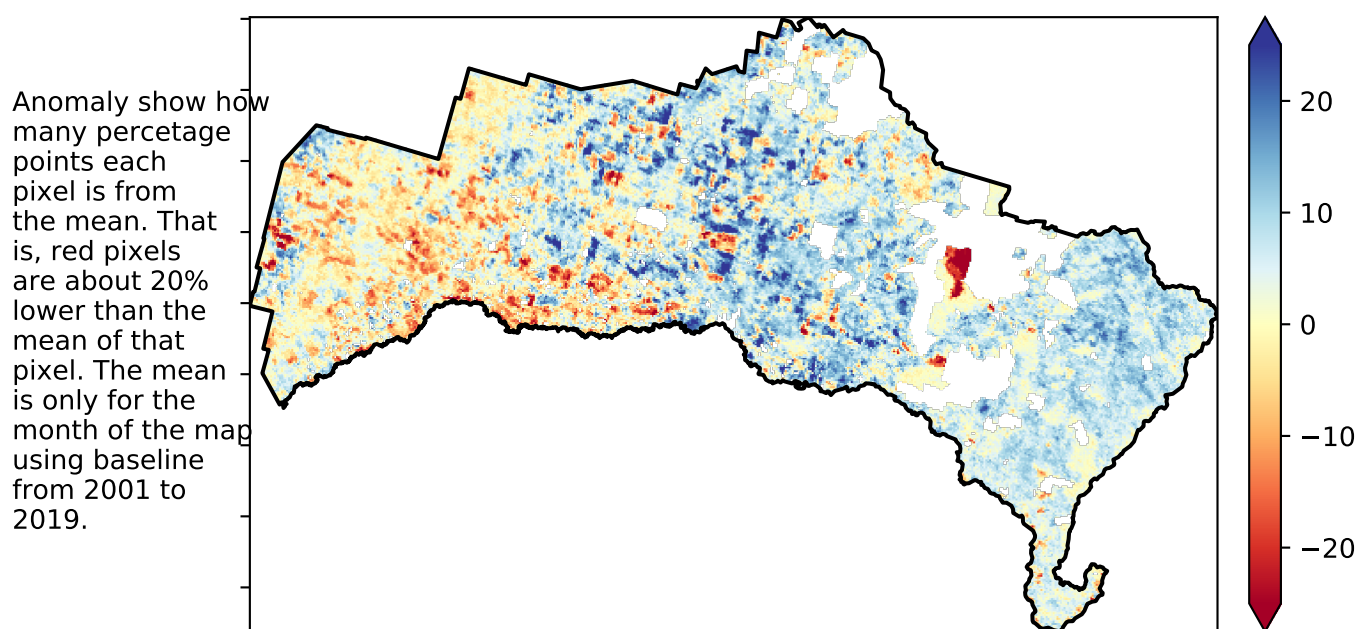 Anomaly show how
many percetage
points each
pixel is from
the mean. That
is, red pixels
are about 20%
lower than the
mean of that
pixel. The mean
is only for the
month of the map
using baseline
from 2001 to
2019.
20
10
0
−10
−20